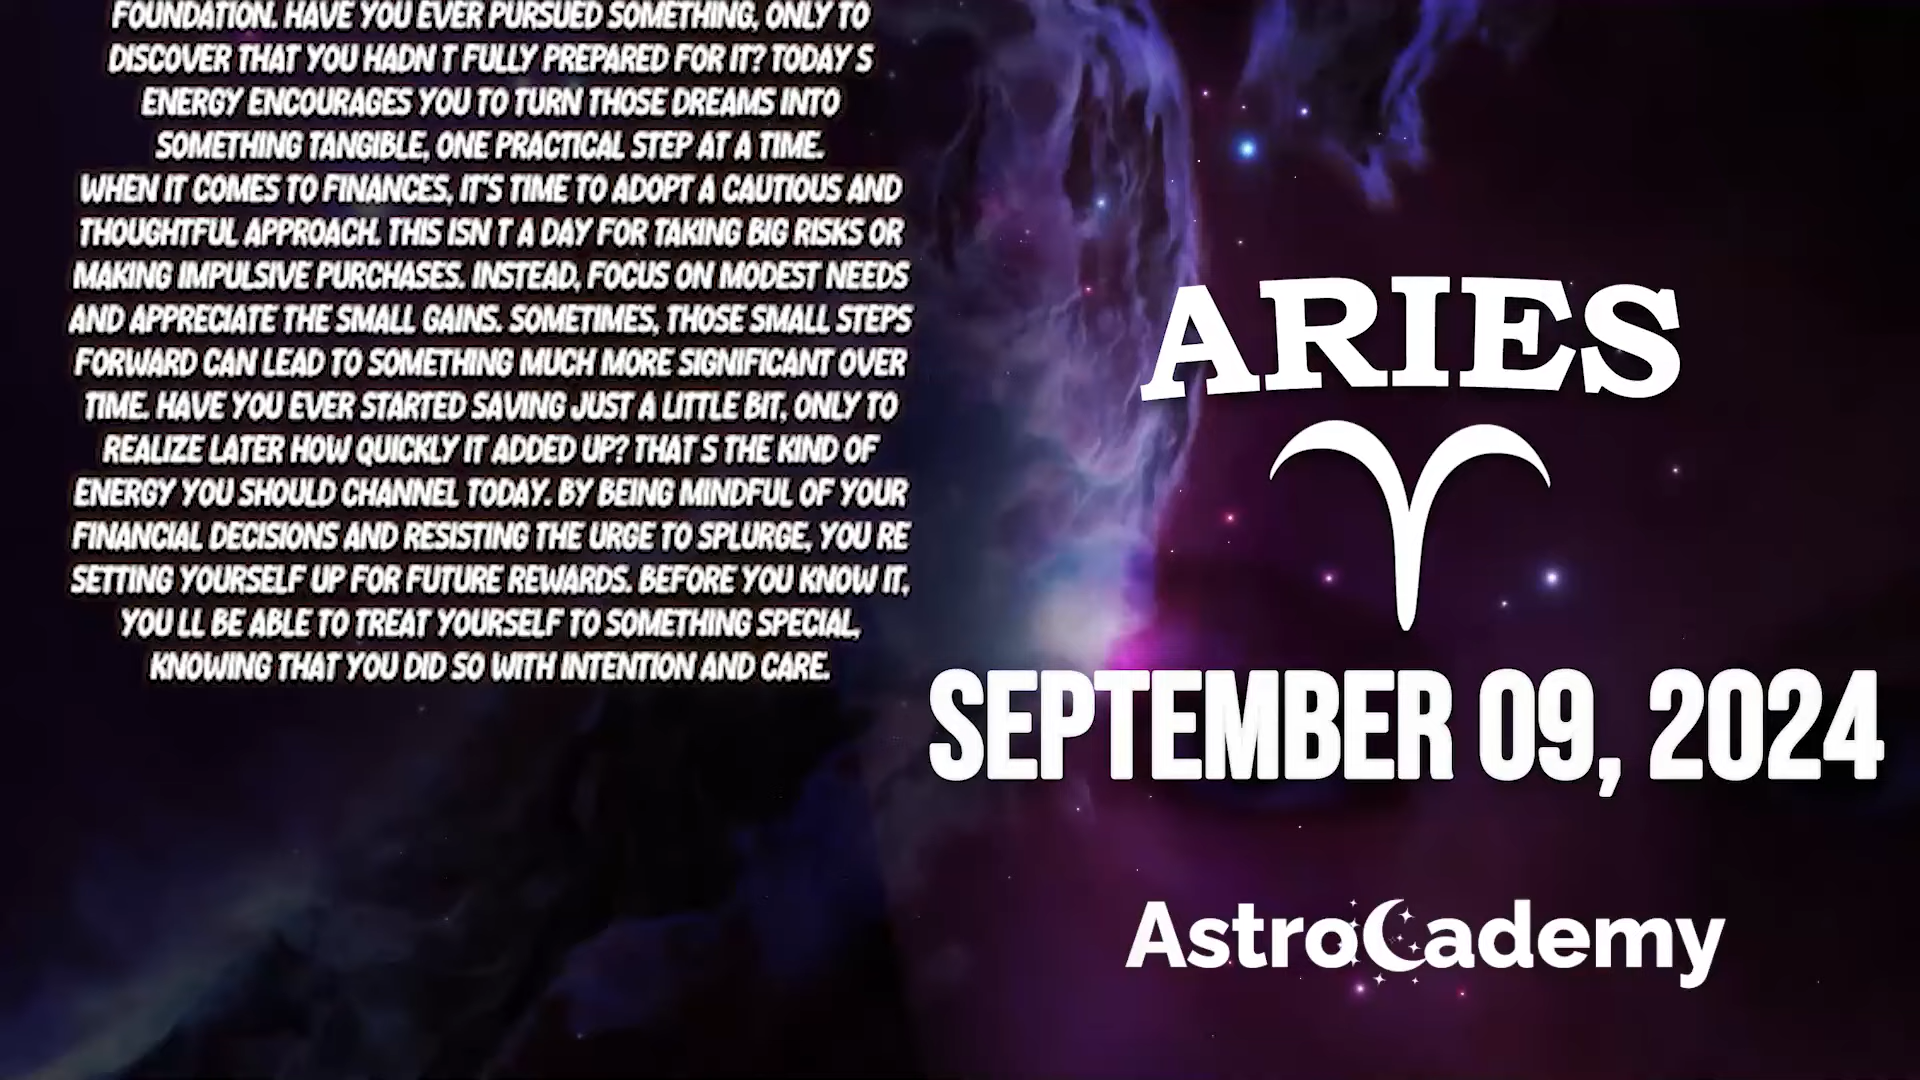 FOUNDATION. HAVE YOU EVER PURSUED SOMETHING, ONLY TO
DISCOVER THAT YOU HADN T FULLY PREPARED FOR IT? TODAY S
ENERGY ENCOURAGES YOU TO TURN THOSE DREAMS INTO
SOMETHING TANGIBLE, ONE PRACTICAL STEP AT A TIME.
WHEN IT COMES TO FINANCES, IT'S TIME TO ADOPT A CAUTIOUS AND
THOUGHTFUL APPROACH. THIS ISN T A DAY FOR TAKING BIG RISKS OR
MAKING IMPULSIVE PURCHASES. INSTEAD, FOCUS ON MODEST NEEDS
AND APPRECIATE THE SMALL GAINS. SOMETIMES, THOSE SMALL STEPS
FORWARD CAN LEAD TO SOMETHING MUCH MORE SIGNIFICANT OVER
TIME. HAVE YOU EVER STARTED SAVING JUST A LITTLE BIT, ONLY TO
REALIZE LATER HOW QUICKLY IT ADDED UP? THAT S THE KIND OF
ENERGY YOU SHOULD CHANNEL TODAY. BY BEING MINDFUL OF YOUR
FINANCIAL DECISIONS AND RESISTING THE URGE TO SPLURGE, YOU RE
SETTING YOURSELF UP FOR FUTURE REWARDS. BEFORE YOU KNOW IT,
YOU LL BE ABLE TO TREAT YOURSELF TO SOMETHING SPECIAL,
KNOWING THAT YOU DID SO WITH INTENTION AND CARE.
ARIES
SEPTEMBER 09, 2024
AstroCademy